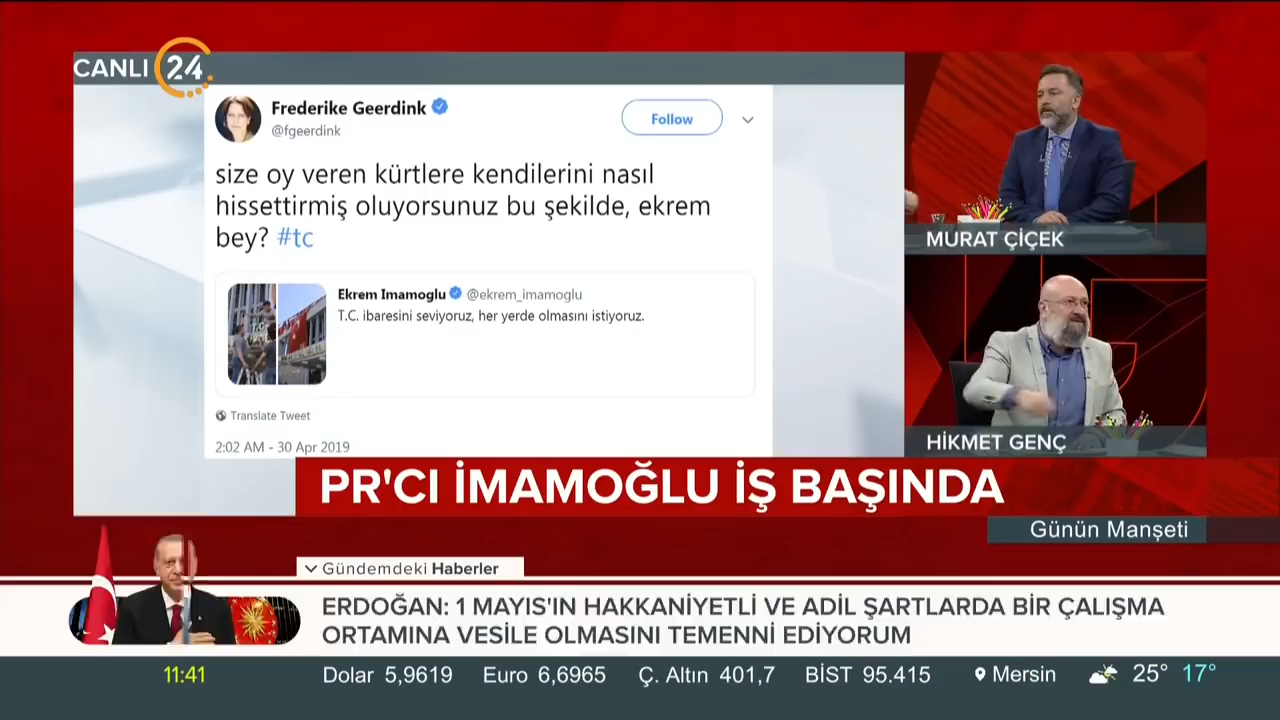 CANLI 24
Frederike Geerdink
@fgeerdink
Follow
size oy veren kürtlere kendilerini nasıl
hissettirmiş oluyorsunuz bu şekilde, ekrem
bey? #tc
Ekrem Imamoglu @ekrem_imamoglu
T.C. ibaresini seviyoruz, her yerde olmasını istiyoruz.
T.C.
Translate Tweet
2:02 AM - 30 Apr 2019
MURAT ÇİÇEK
HİKMET GENÇ
PR'CI İMAMOĞLU İŞ BAŞINDA
Günün Manşeti
Gündemdeki Haberler
ERDOĞAN: 1 MAYIS'IN HAKKANİYETLİ VE ADİL ŞARTLARDA BİR ÇALIŞMA
ORTAMINA VESİLE OLMASINI TEMENNİ EDİYORUM
11:41 Dolar 5,9619 Euro 6,6965 Ç. Altın 401,7 BİST 95.415 Mersin 25° 17°